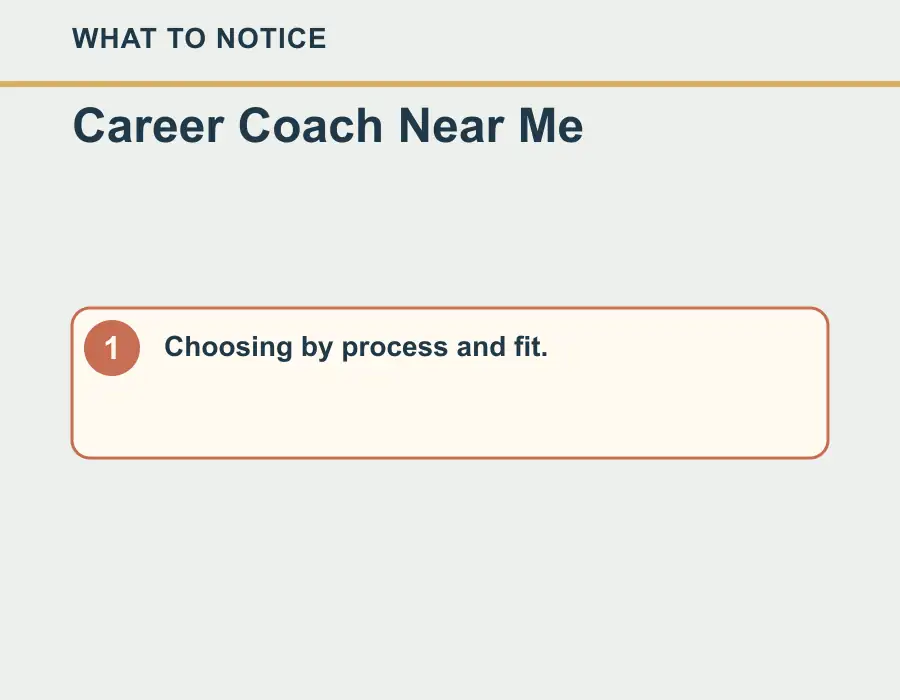 WHAT TO NOTICE
Career Coach Near Me
1 Choosing by process and fit.